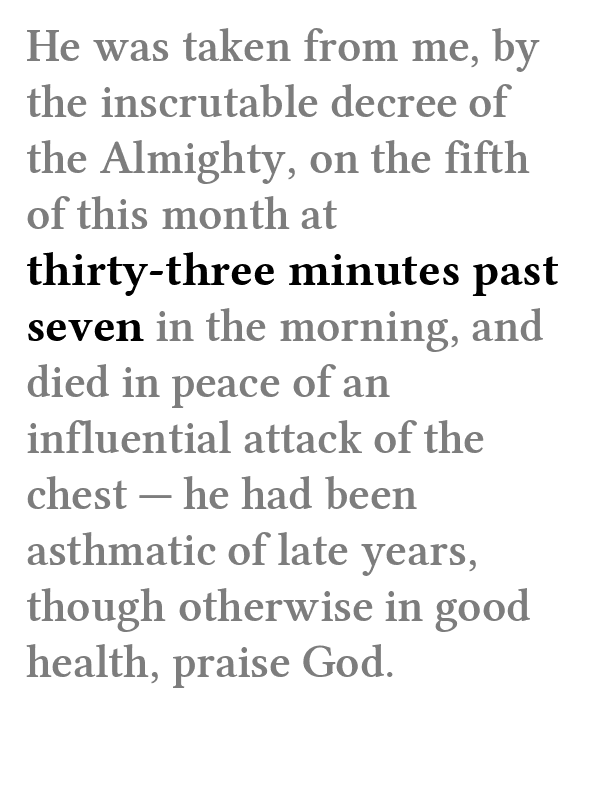 He was taken from me, by
the inscrutable decree of
the Almighty, on the fifth
of this month at
thirty-three minutes past
seven in the morning, and
died in peace of an
influential attack of the
chest — he had been
asthmatic of late years,
though otherwise in good
health, praise God.